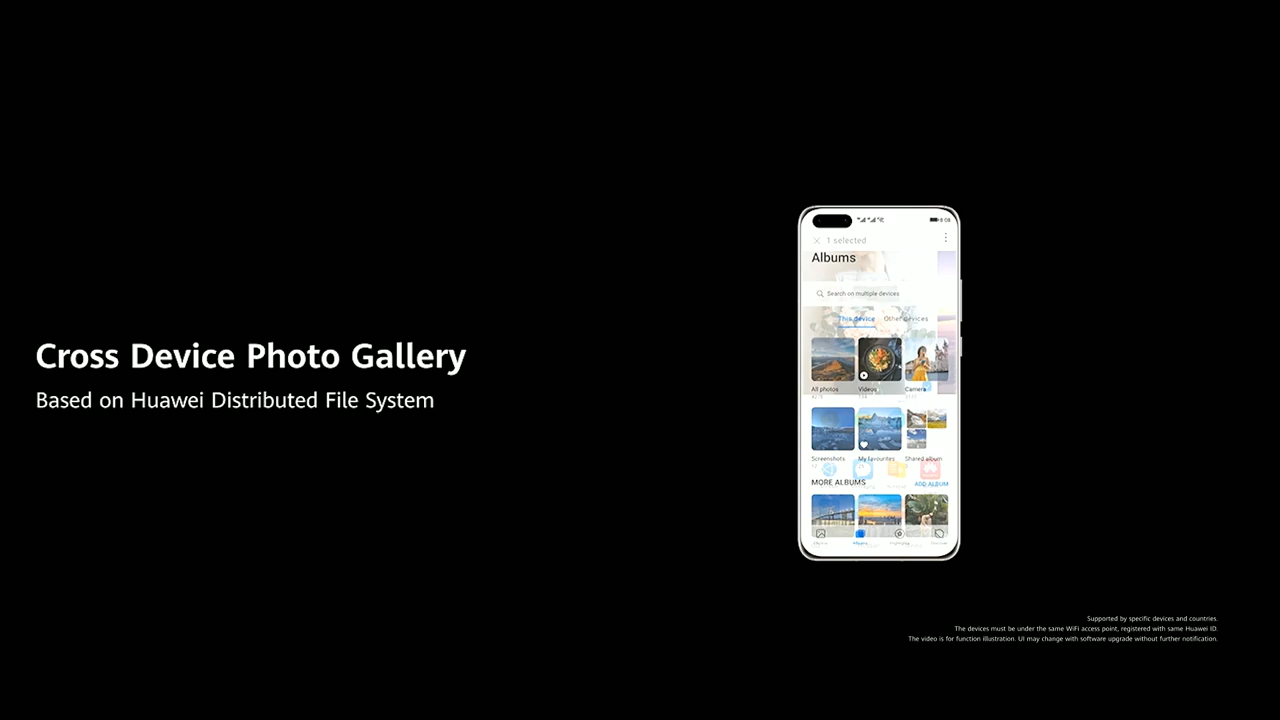 Cross Device Photo Gallery
Based on Huawei Distributed File System
8:08
1 selected
Albums
Search on multiple devices
This device Other devices
All photos Videos Camera
Screenshots My favourites Shared album
MORE ALBUMS ADD ALBUM
Albums
Supported by specific devices and countries.
The devices must be under the same WiFi access point, registered with same Huawei ID.
The video is for function illustration. UI may change with software upgrade without further notification.